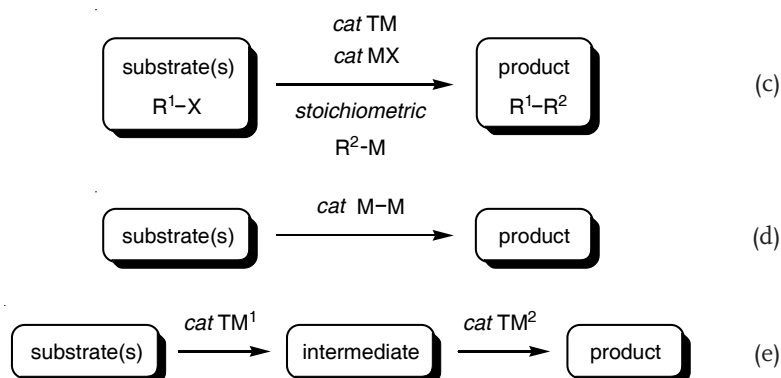 cat TM
cat MX
substrate(s)
R¹–X
stoichiometric
R²-M
product
R¹–R²
(c)
substrate(s)
cat M–M
product
(d)
substrate(s)
cat TM¹
intermediate
cat TM²
product
(e)